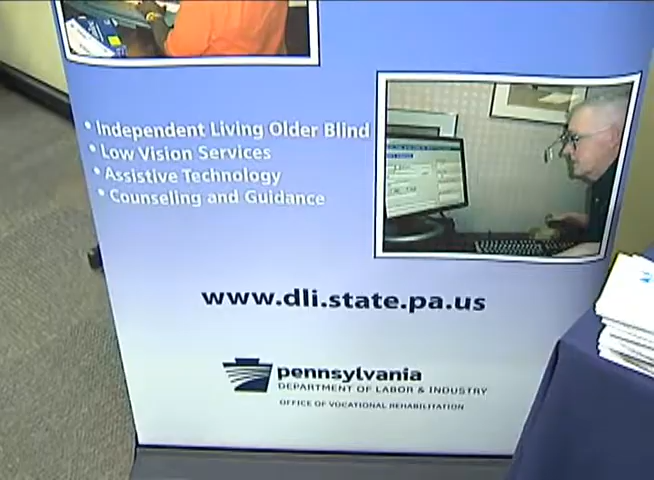 • Independent Living Older Blind
• Low Vision Services
• Assistive Technology
• Counseling and Guidance
www.dli.state.pa.us
pennsylvania
DEPARTMENT OF LABOR & INDUSTRY
OFFICE OF VOCATIONAL REHABILITATION